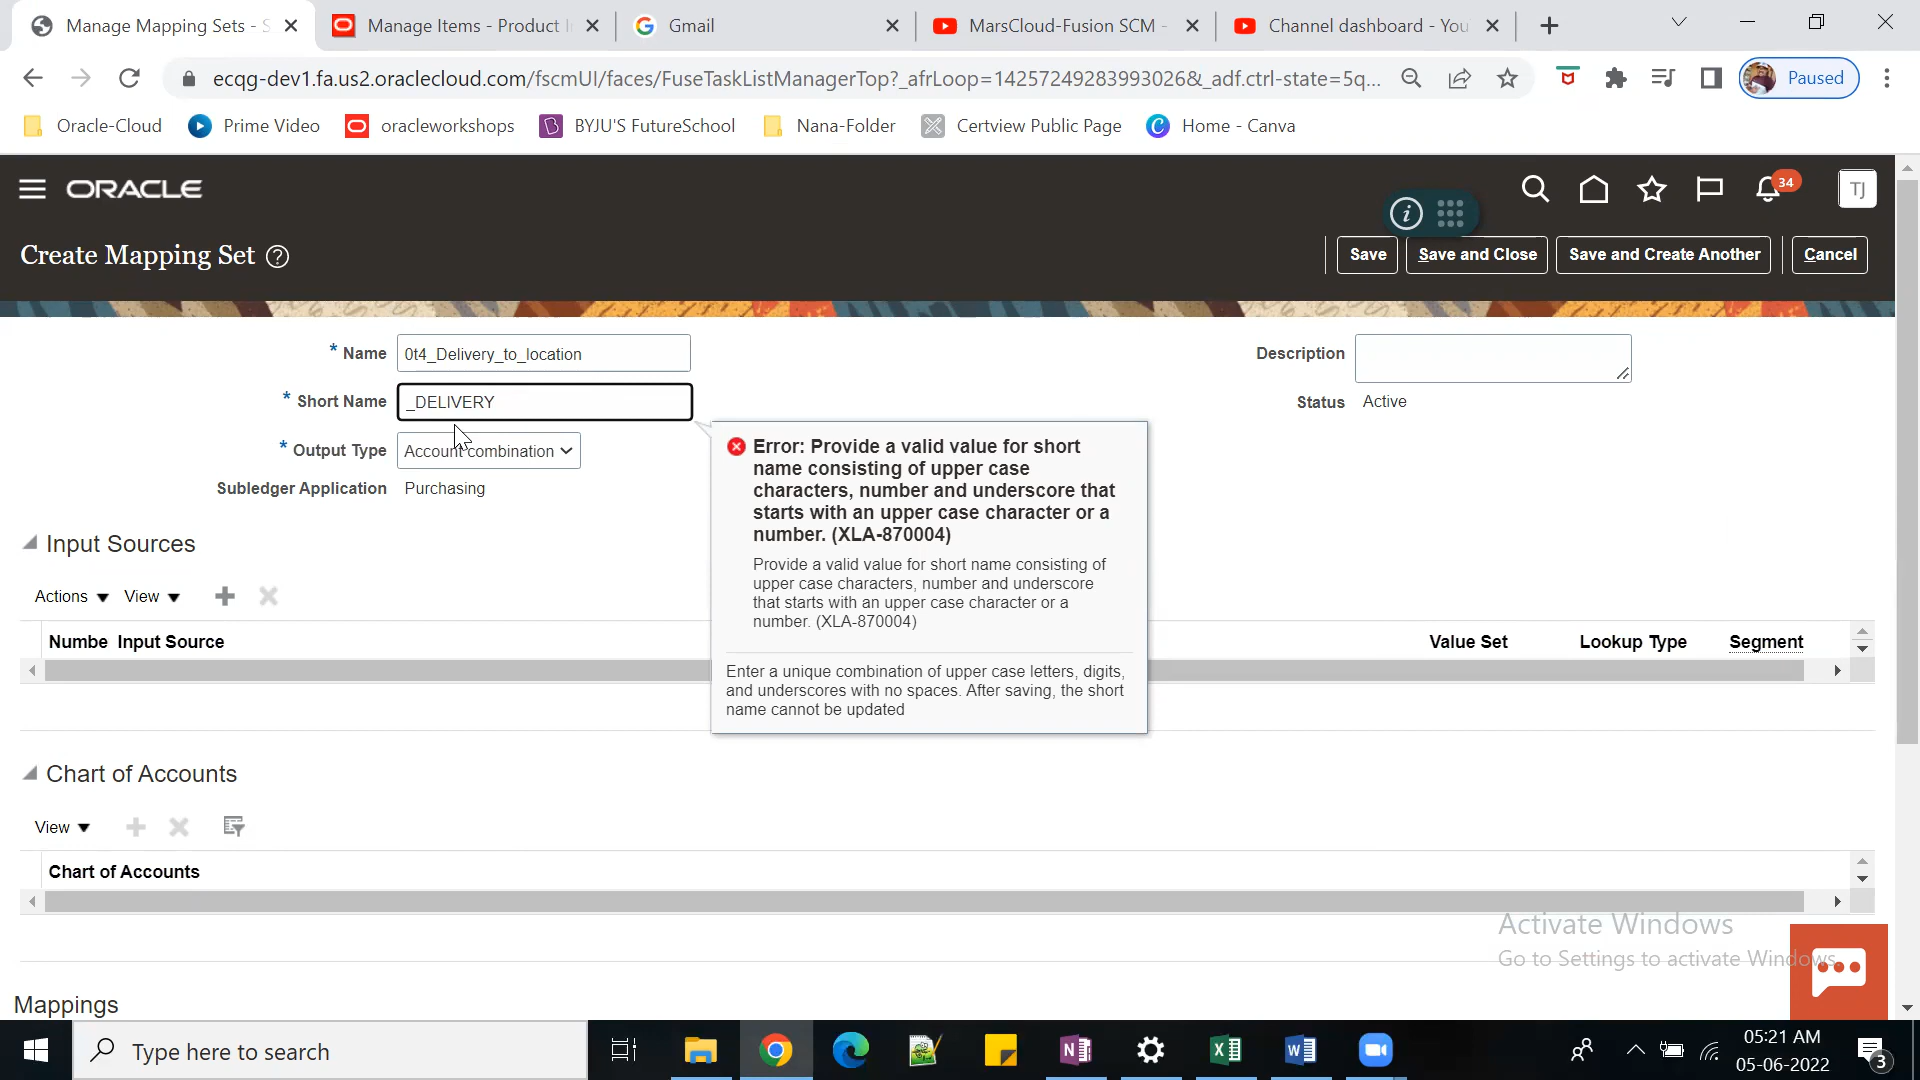 Manage Mapping Sets - S
Manage Items - Product I
Gmail
MarsCloud-Fusion SCM -
Channel dashboard - You
ecqg-dev1.fa.us2.oraclecloud.com/fscmUI/faces/FuseTaskListManagerTop?_afrLoop=14257249283993026&_adf.ctrl-state=5q...
Paused
Oracle-Cloud
Prime Video
oracleworkshops
BYJU'S FutureSchool
Nana-Folder
Certview Public Page
Home - Canva
ORACLE
34
TJ
Create Mapping Set
Save
Save and Close
Save and Create Another
Cancel
* Name 0t4_Delivery_to_location
Description
* Short Name _DELIVERY
Status Active
* Output Type Account combination
Subledger Application Purchasing
Error: Provide a valid value for short
name consisting of upper case
characters, number and underscore that
starts with an upper case character or a
number. (XLA-870004)
Provide a valid value for short name consisting of
upper case characters, number and underscore
that starts with an upper case character or a
number. (XLA-870004)
Enter a unique combination of upper case letters, digits,
and underscores with no spaces. After saving, the short
name cannot be updated
Input Sources
Actions
View
Numbe Input Source Value Set Lookup Type Segment
Chart of Accounts
View
Chart of Accounts
Activate Windows
Go to Settings to activate Windows.
Mappings
Type here to search
05:21 AM
05-06-2022
3